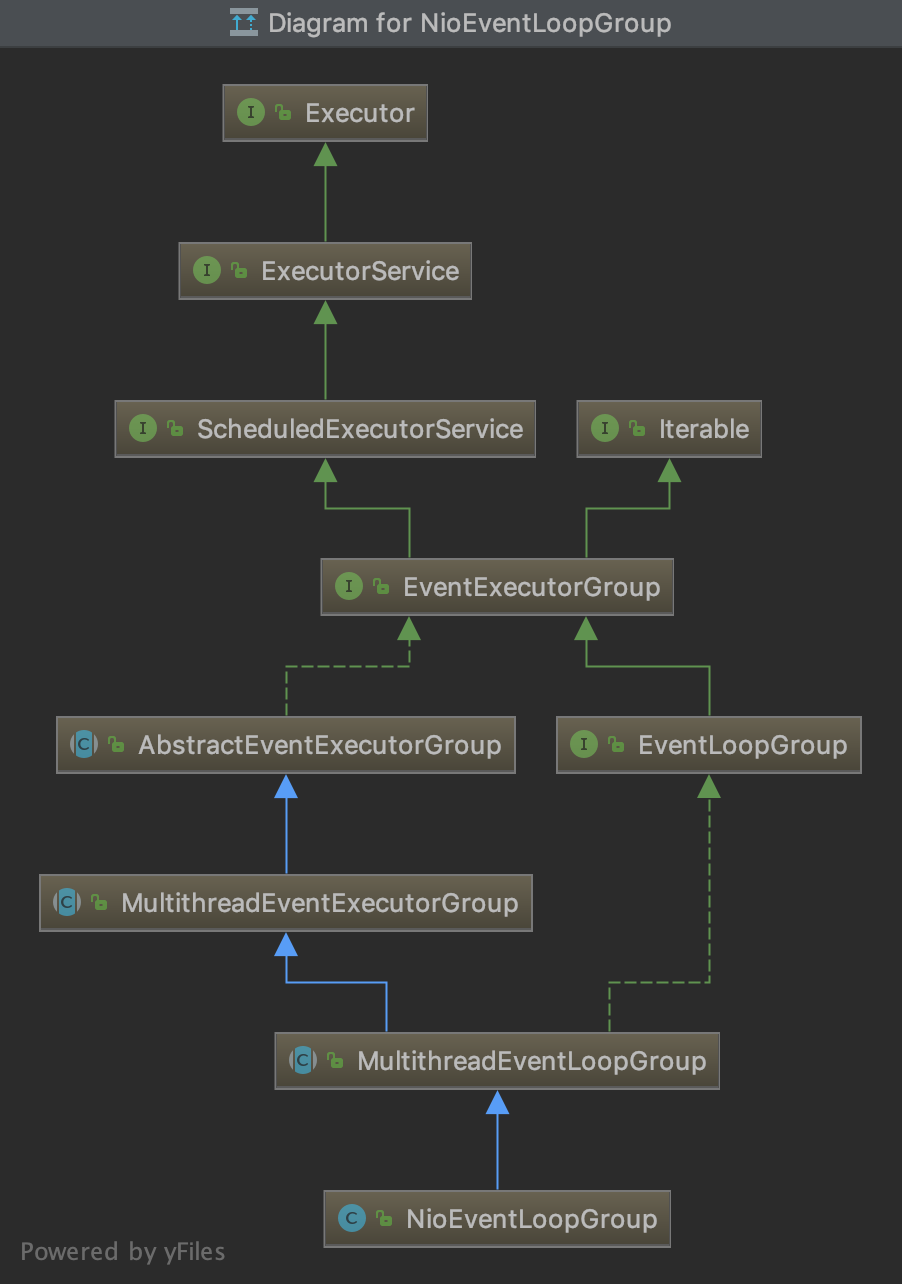 Diagram for NioEventLoopGroup
I Executor
I ExecutorService
I ScheduledExecutorService
I Iterable
I EventExecutorGroup
C AbstractEventExecutorGroup
I EventLoopGroup
C MultithreadEventExecutorGroup
C MultithreadEventLoopGroup
C NioEventLoopGroup
Powered by yFiles